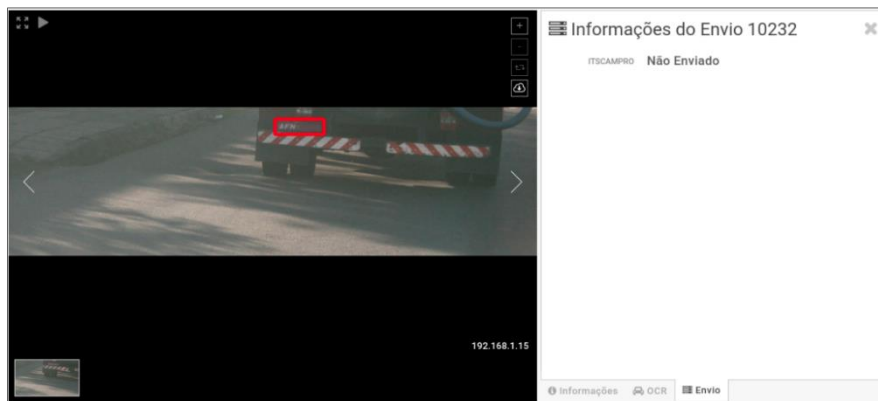 Informações do Envio 10232
ITSCAMPRO Não Enviado
192.168.1.15
Informações OCR Envio